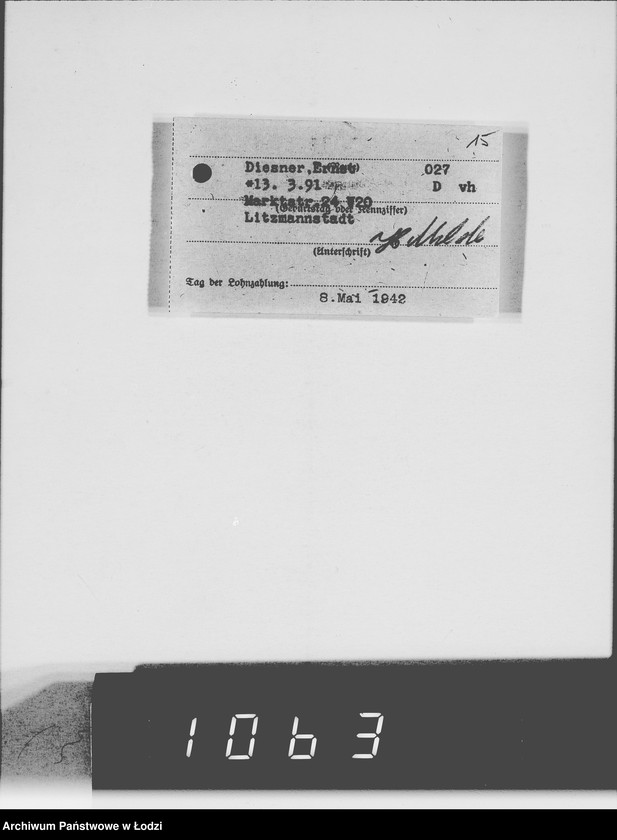 15
Diesner,Ernst 027
*13. 3.91 D vh
Marktstr.24 W20
(Geburtstag oder Kennziffer)
Litzmannstadt
(Unterschrift)
Tag der Lohnzahlung:
8.Mai 1942
1063
Archiwum Państwowe w Łodzi